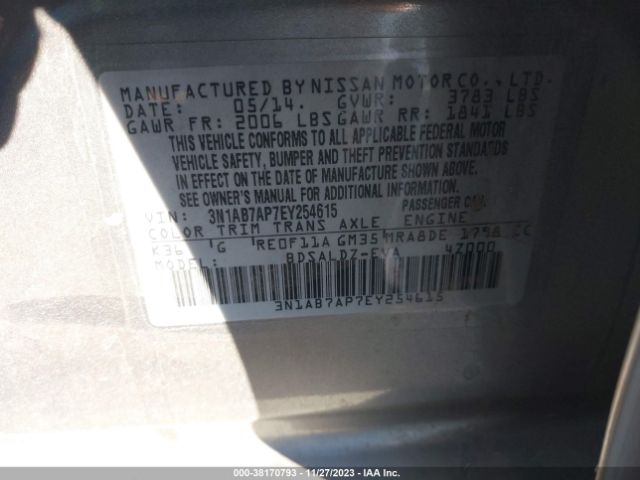 MANUFACTURED BY NISSAN MOTOR CO., LTD.
DATE: 05/14. GVWR: 3783 LBS
GAWR FR: 2006 LBS GAWR RR: 1841 LBS
THIS VEHICLE CONFORMS TO ALL APPLICABLE FEDERAL MOTOR
VEHICLE SAFETY, BUMPER AND THEFT PREVENTION STANDARDS
IN EFFECT ON THE DATE OF MANUFACTURE SHOWN ABOVE.
SEE OWNER'S MANUAL FOR ADDITIONAL INFORMATION.
VIN: 3N1AB7AP7EY254615 PASSENGER CAR
COLOR TRIM TRANS AXLE ENGINE
K36 G RE0F11A GM35 MRA8DE 1798 CC
MODEL: BDSALDZ-EVA 4Z000
3N1AB7AP7EY254615
000-38170793 - 11/27/2023 - IAAI.COM